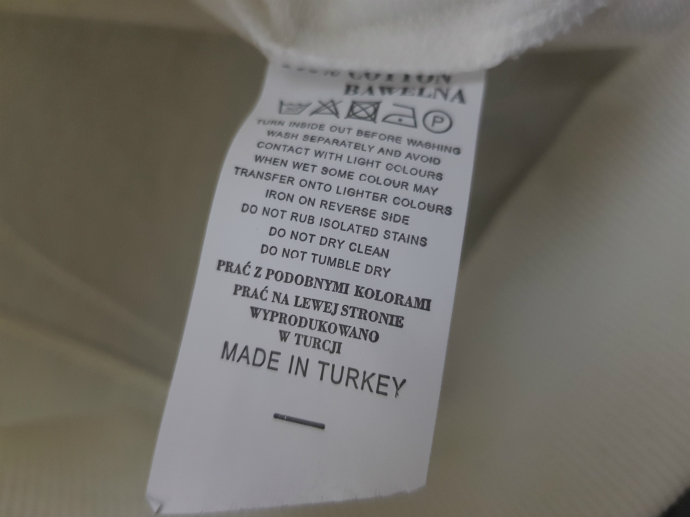 COTTON
BAWEŁNA
P
TURN INSIDE OUT BEFORE WASHING
WASH SEPARATELY AND AVOID
CONTACT WITH LIGHT COLOURS
WHEN WET SOME COLOUR MAY
TRANSFER ONTO LIGHTER COLOURS
IRON ON REVERSE SIDE
DO NOT RUB ISOLATED STAINS
DO NOT DRY CLEAN
DO NOT TUMBLE DRY
PRAĆ Z PODOBNYMI KOLORAMI
PRAĆ NA LEWEJ STRONIE
WYPRODUKOWANO
W TURCJI
MADE IN TURKEY